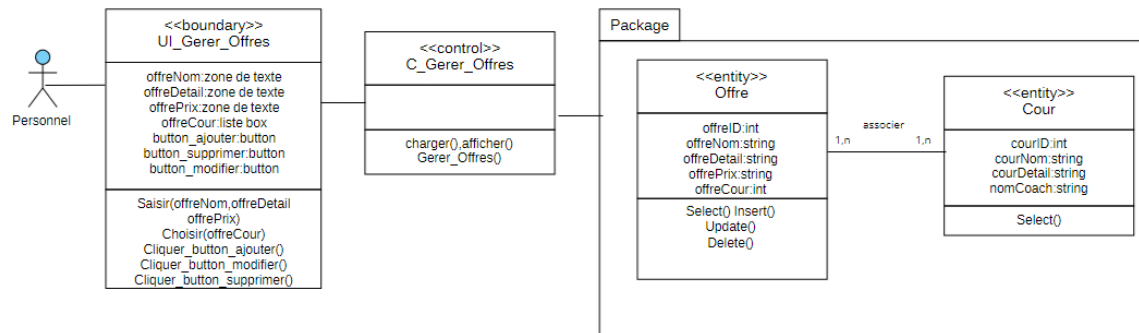 Personnel
<<boundary>>
UI_Gerer_Offres
offreNom:zone de texte
offreDetail:zone de texte
offrePrix:zone de texte
offreCour:liste box
button_ajouter:button
button_supprimer:button
button_modifier:button
Saisir(offreNom,offreDetail
offrePrix)
Choisir(offreCour)
Cliquer_button_ajouter()
Cliquer_button_modifier()
Cliquer_button_supprimer()
<<control>>
C_Gerer_Offres
charger(),afficher()
Gerer_Offres()
Package
<<entity>>
Offre
offreID:int
offreNom:string
offreDetail:string
offrePrix:string
offreCour:int
Select() Insert()
Update()
Delete()
associer
1,n
1,n
<<entity>>
Cour
courID:int
courNom:string
courDetail:string
nomCoach:string
Select()